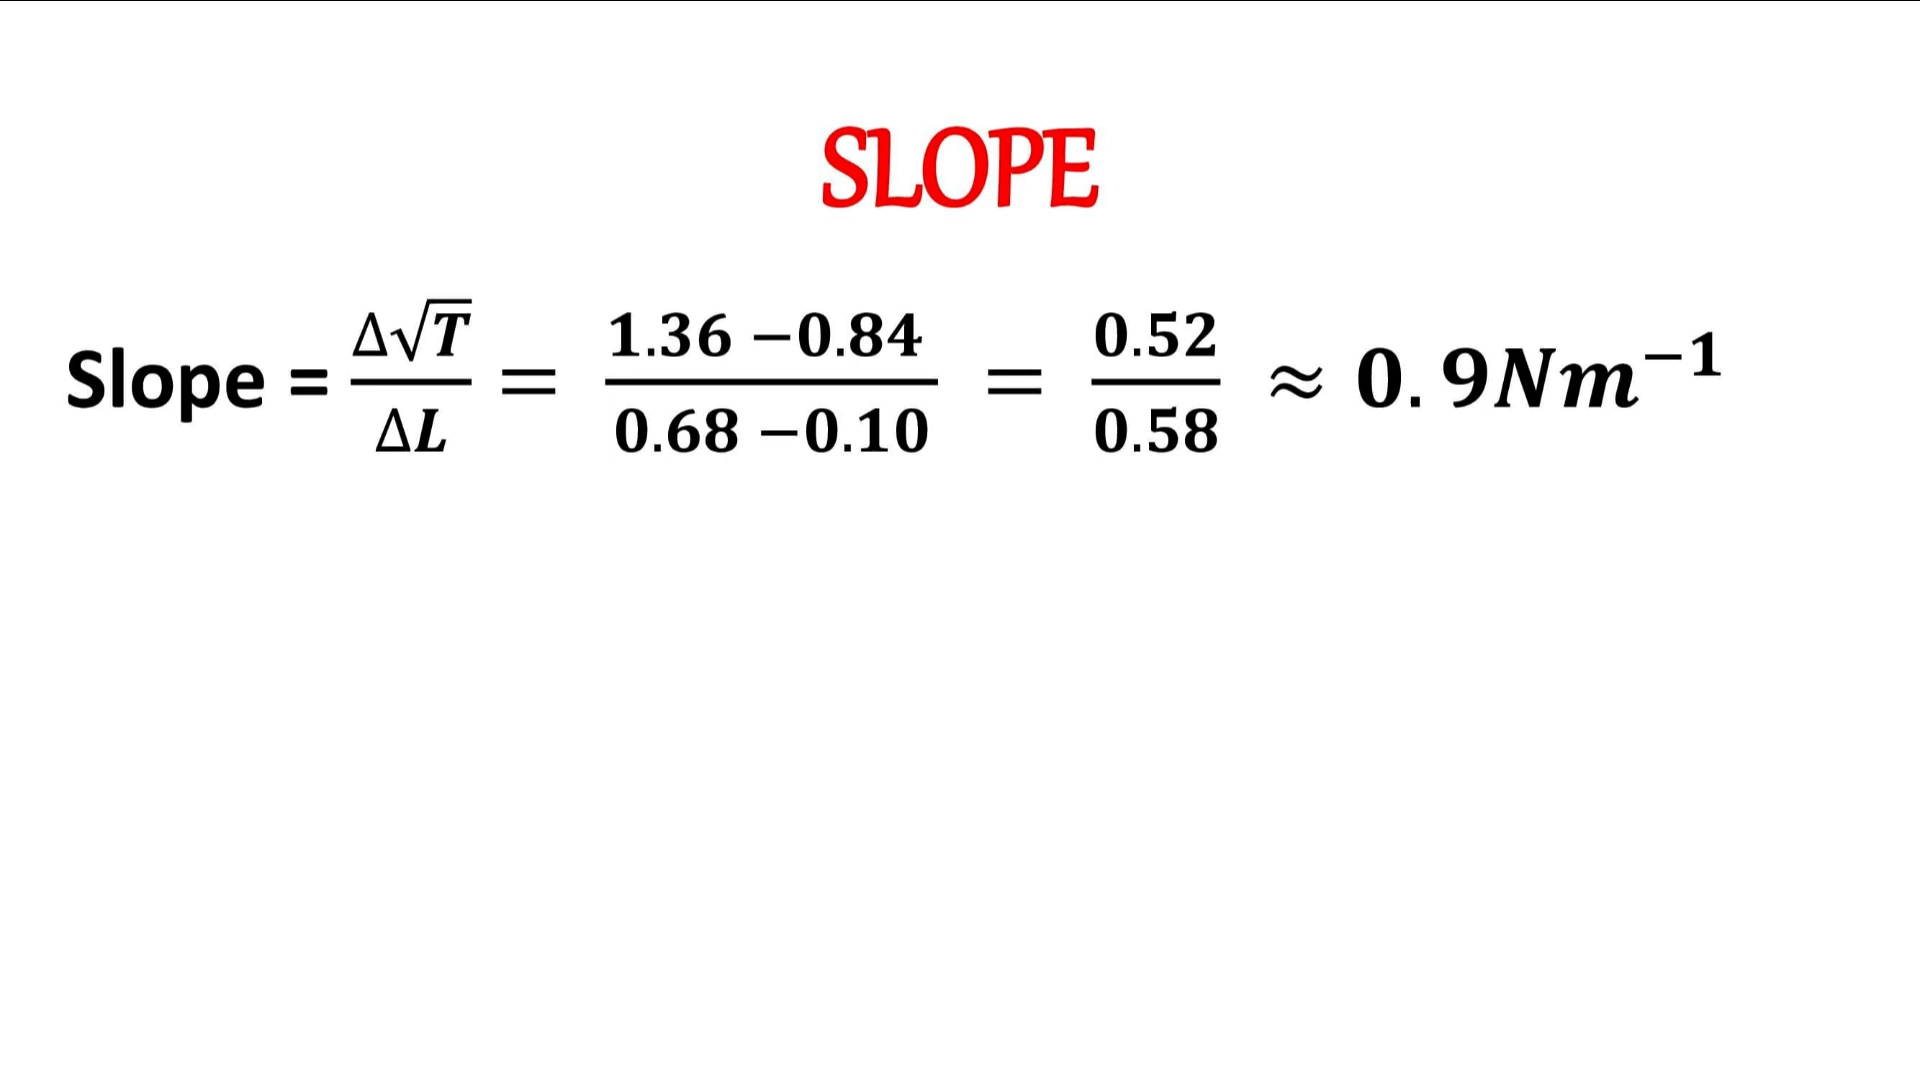 SLOPE
Slope = Δ√T/ΔL = 1.36 −0.84/0.68 −0.10 = 0.52/0.58 ≈ 0.9Nm⁻¹